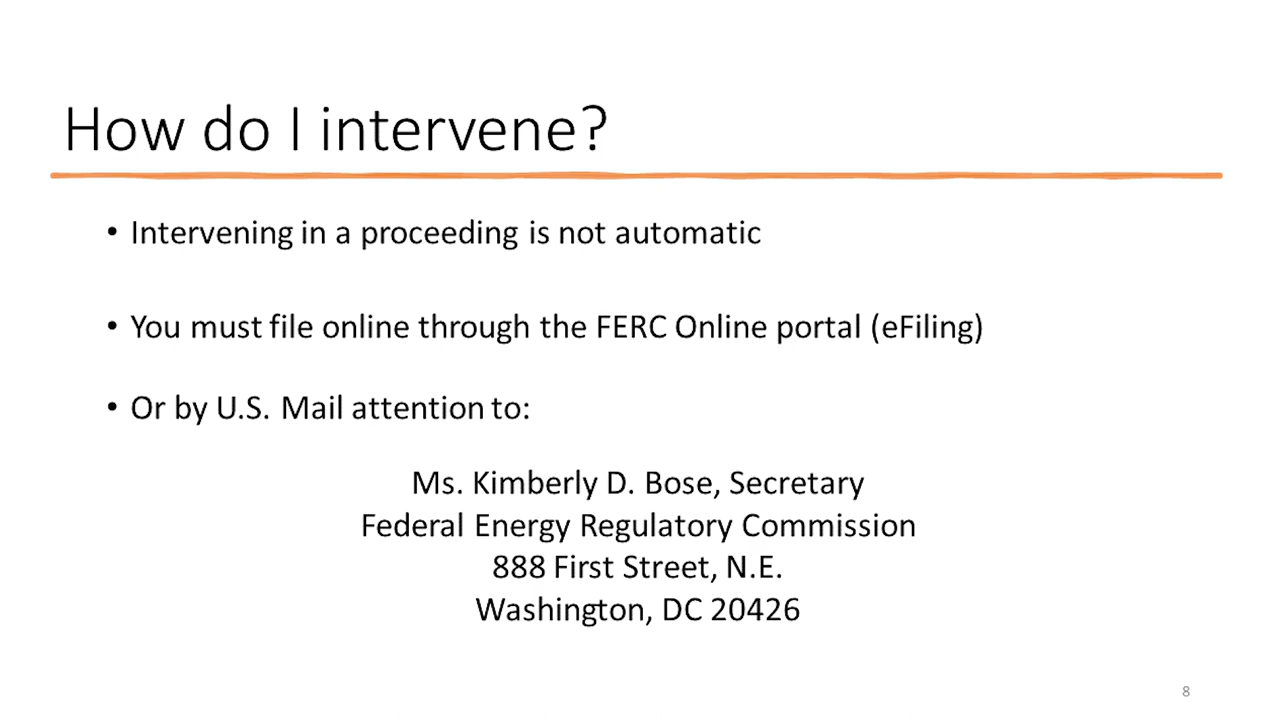 How do I intervene?
• Intervening in a proceeding is not automatic
• You must file online through the FERC Online portal (eFiling)
• Or by U.S. Mail attention to:
Ms. Kimberly D. Bose, Secretary
Federal Energy Regulatory Commission
888 First Street, N.E.
Washington, DC 20426
8